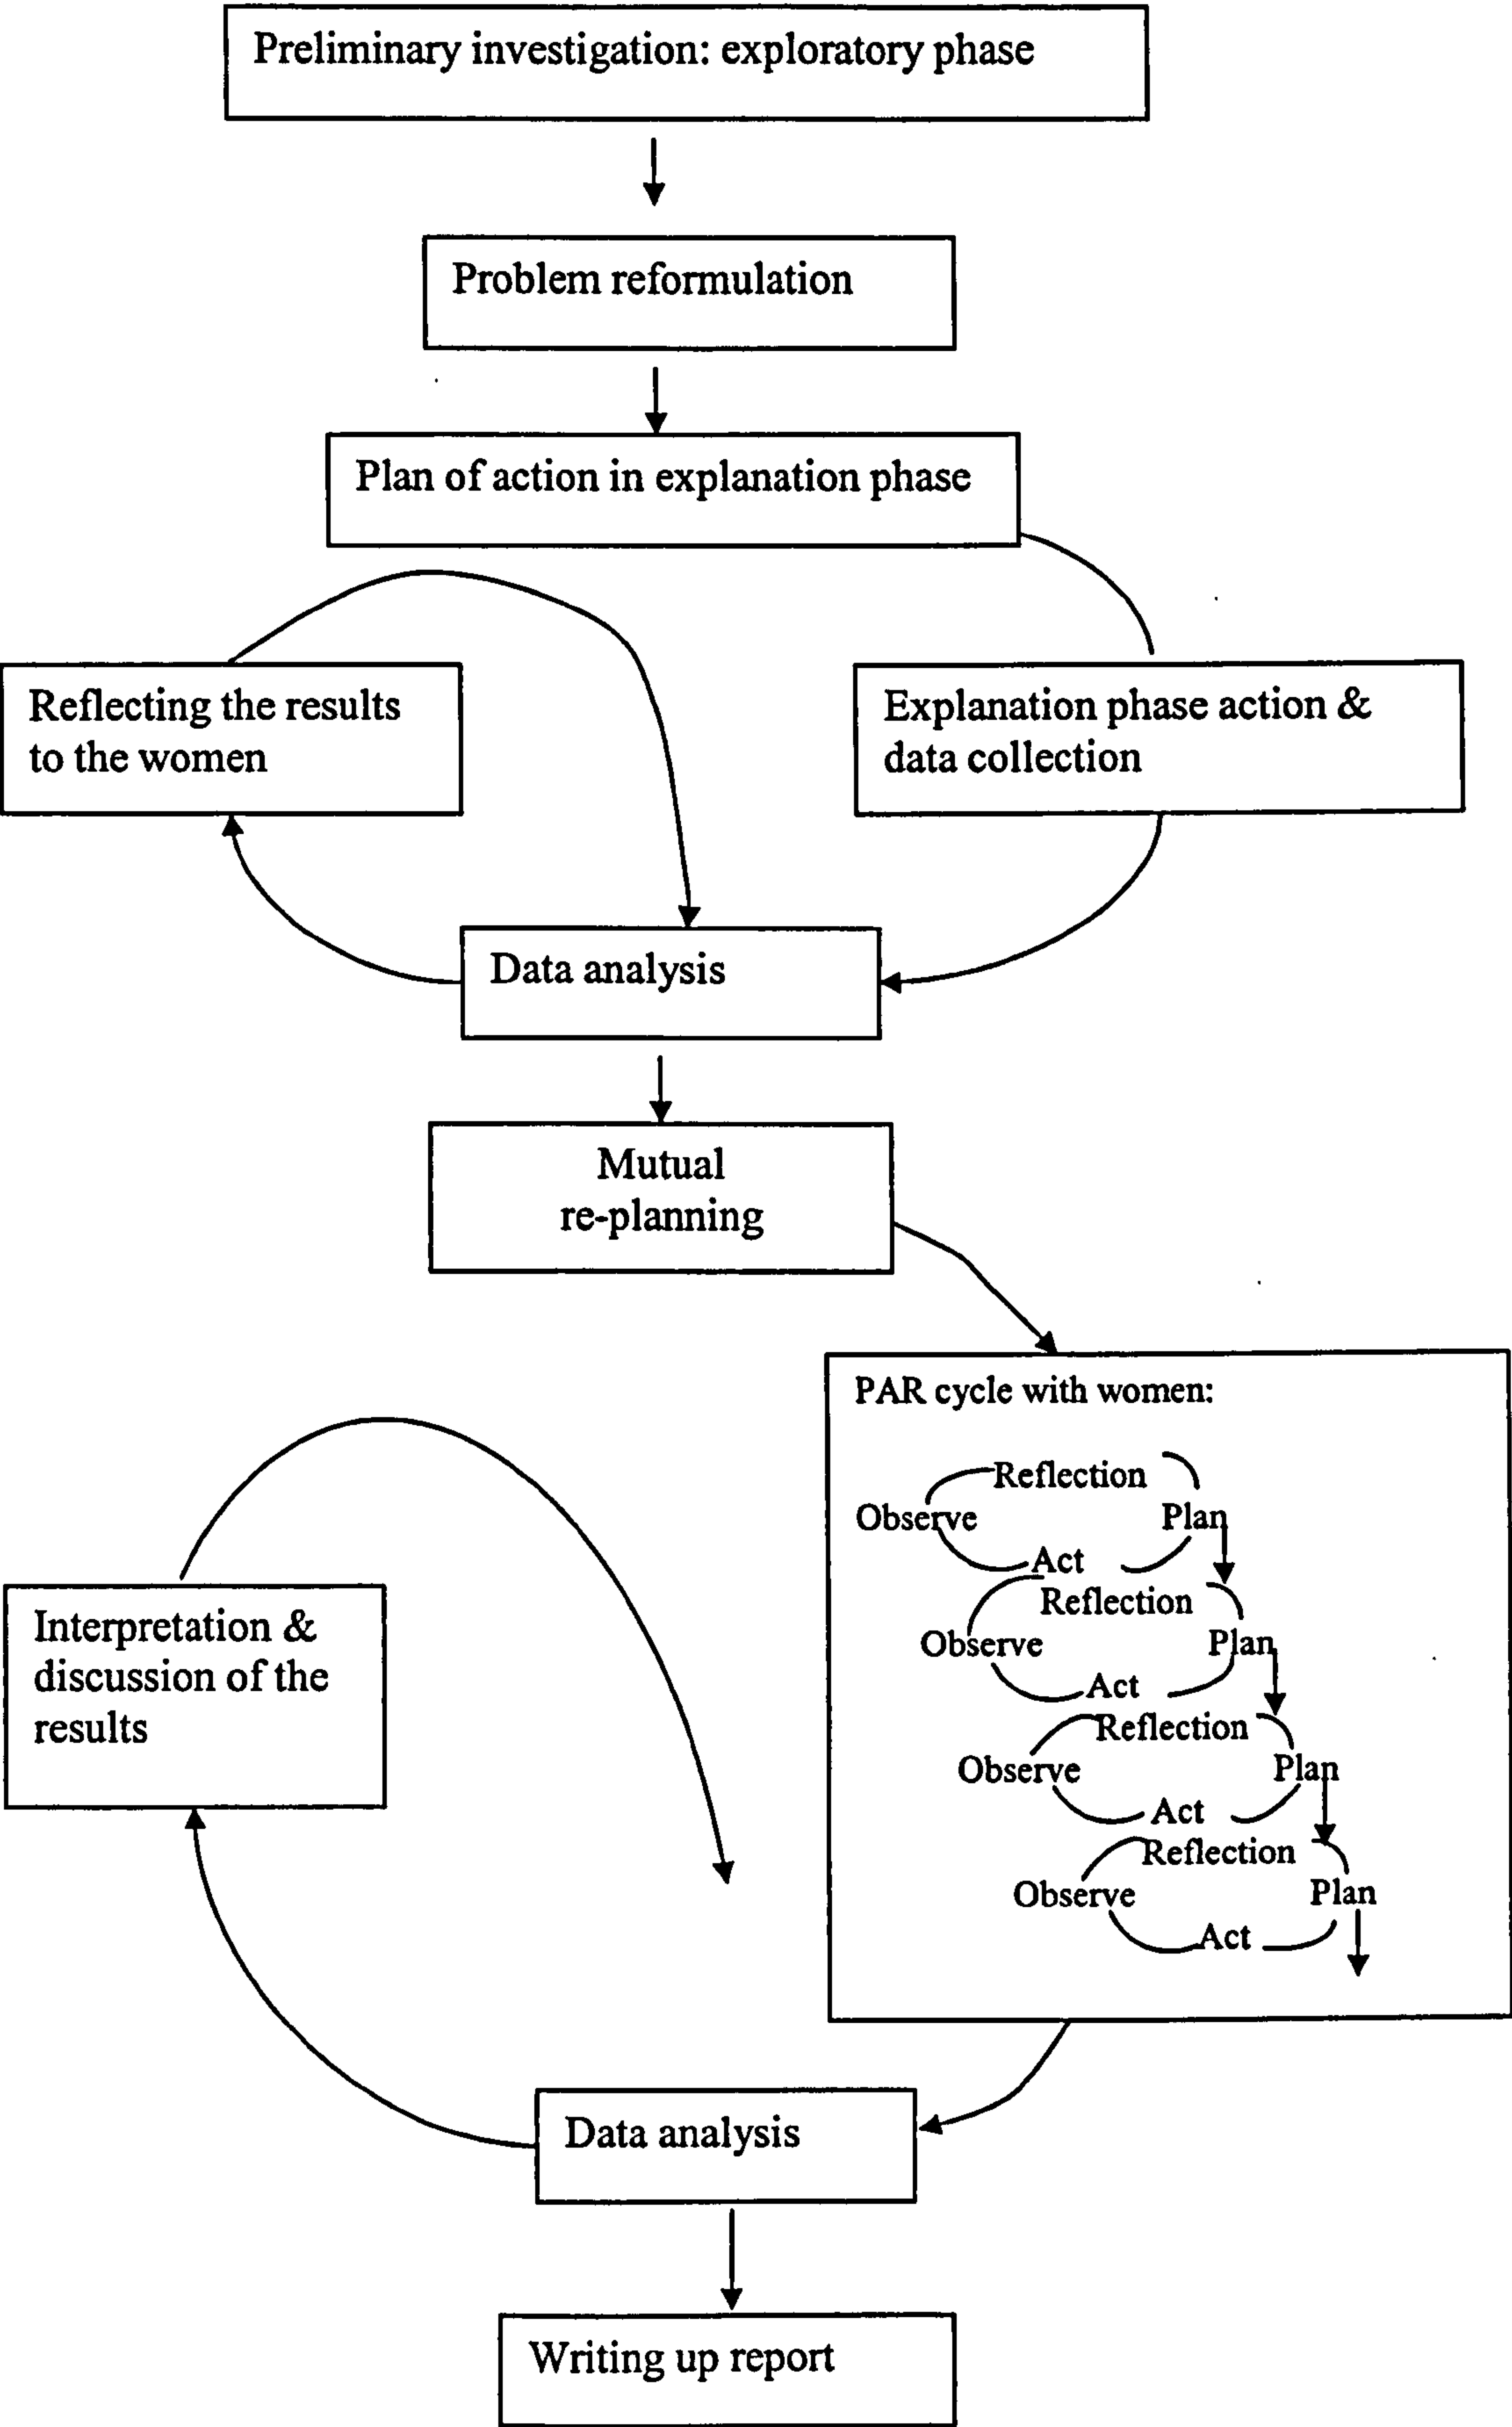 Preliminary investigation: exploratory phase
Problem reformulation
Plan of action in explanation phase
Reflecting the results
to the women
Explanation phase action &
data collection
Data analysis
Mutual
re-planning
PAR cycle with women:
Reflection
Observe
Plan
Act
Reflection
Observe
Plan
Act
Reflection
Observe
Plan
Act
Reflection
Observe
Plan
Act
Interpretation &
discussion of the
results
Data analysis
Writing up report